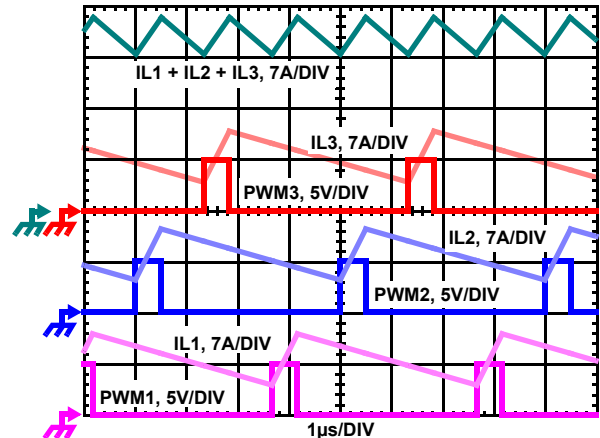 IL1 + IL2 + IL3, 7A/DIV
IL3, 7A/DIV
PWM3, 5V/DIV
IL2, 7A/DIV
PWM2, 5V/DIV
IL1, 7A/DIV
PWM1, 5V/DIV
1µs/DIV